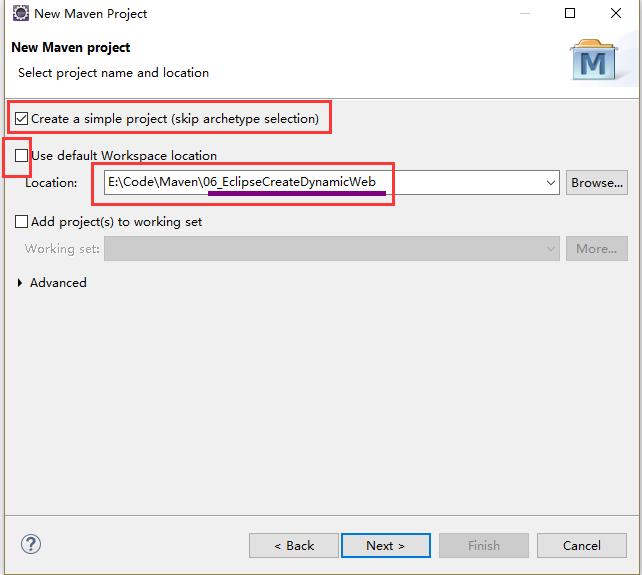 New Maven Project
New Maven project
Select project name and location
M
Create a simple project (skip archetype selection)
Use default Workspace location
Location: E:\Code\Maven\06_EclipseCreateDynamicWeb Browse...
Add project(s) to working set
Working set: More...
Advanced
? < Back Next > Finish Cancel